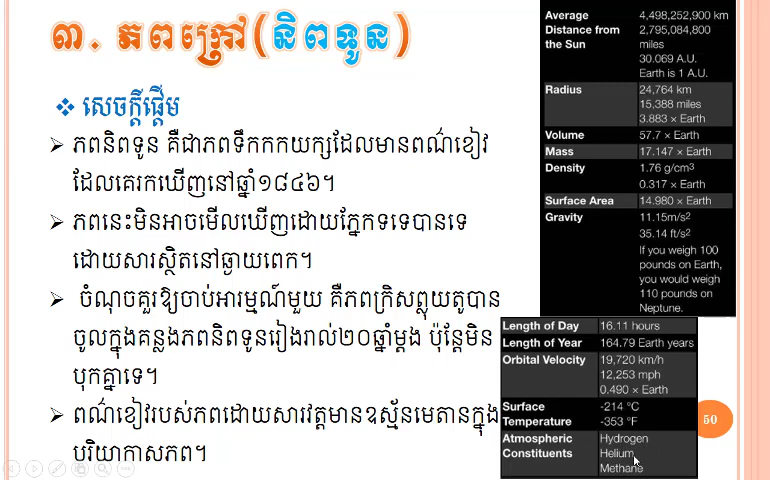 ៣. ភពក្រៅ(និពទូន)
សេចក្តីផ្តើម
ភពនិពទូន គឺជាភពទឹកកកយក្សដែលមានពណ៌ខៀវ
ដែលគេរកឃើញនៅឆ្នាំ១៨៤៦។
ភពនេះមិនអាចមើលឃើញដោយភ្នែកទទេបានទេ
ដោយសារស្ថិតនៅឆ្ងាយពេក។
ចំណុចគួរឱ្យចាប់អារម្មណ៍មួយ គឺភពក្រិសព្លុយតូបាន
ចូលក្នុងគន្លងភពនិពទូនរៀងរាល់២០ឆ្នាំម្តង ប៉ុន្តែមិន
បុកគ្នាទេ។
ពណ៌ខៀវរបស់ភពដោយសារវត្តមានឧស្ម័នមេតានក្នុង
បរិយាកាសភព។
Average 4,498,252,900 km
Distance from 2,795,084,800
the Sun miles
30.069 A.U.
Earth is 1 A.U.
Radius 24,764 km
15,388 miles
3.883 × Earth
Volume 57.7 × Earth
Mass 17.147 × Earth
Density 1.76 g/cm³
0.317 × Earth
Surface Area 14.980 × Earth
Gravity 11.15m/s²
35.14 ft/s²
If you weigh 100
pounds on Earth,
you would weigh
110 pounds on
Neptune.
Length of Day 16.11 hours
Length of Year 164.79 Earth years
Orbital Velocity 19,720 km/h
12,253 mph
0.490 × Earth
Surface -214 °C
Temperature -353 °F
Atmospheric Hydrogen
Constituents Helium
Methane
50